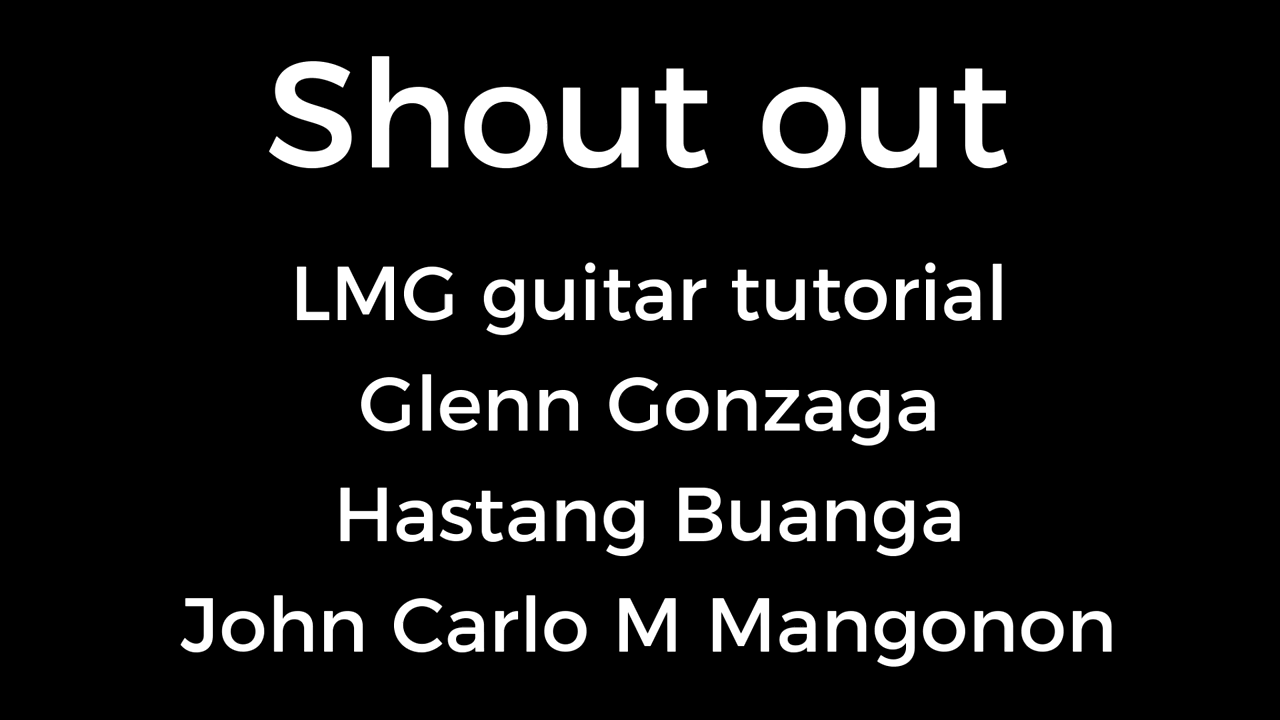 Shout out
LMG guitar tutorial
Glenn Gonzaga
Hastang Buanga
John Carlo M Mangonon